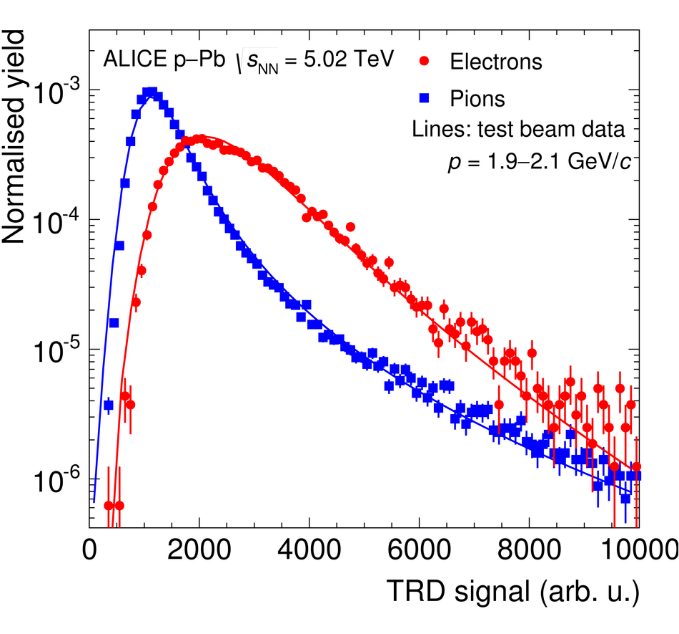 ALICE p–Pb √sNN = 5.02 TeV
Electrons
Pions
Lines: test beam data
p = 1.9–2.1 GeV/c
Normalised yield
10⁻³
10⁻⁴
10⁻⁵
10⁻⁶
0 2000 4000 6000 8000 10000
TRD signal (arb. u.)